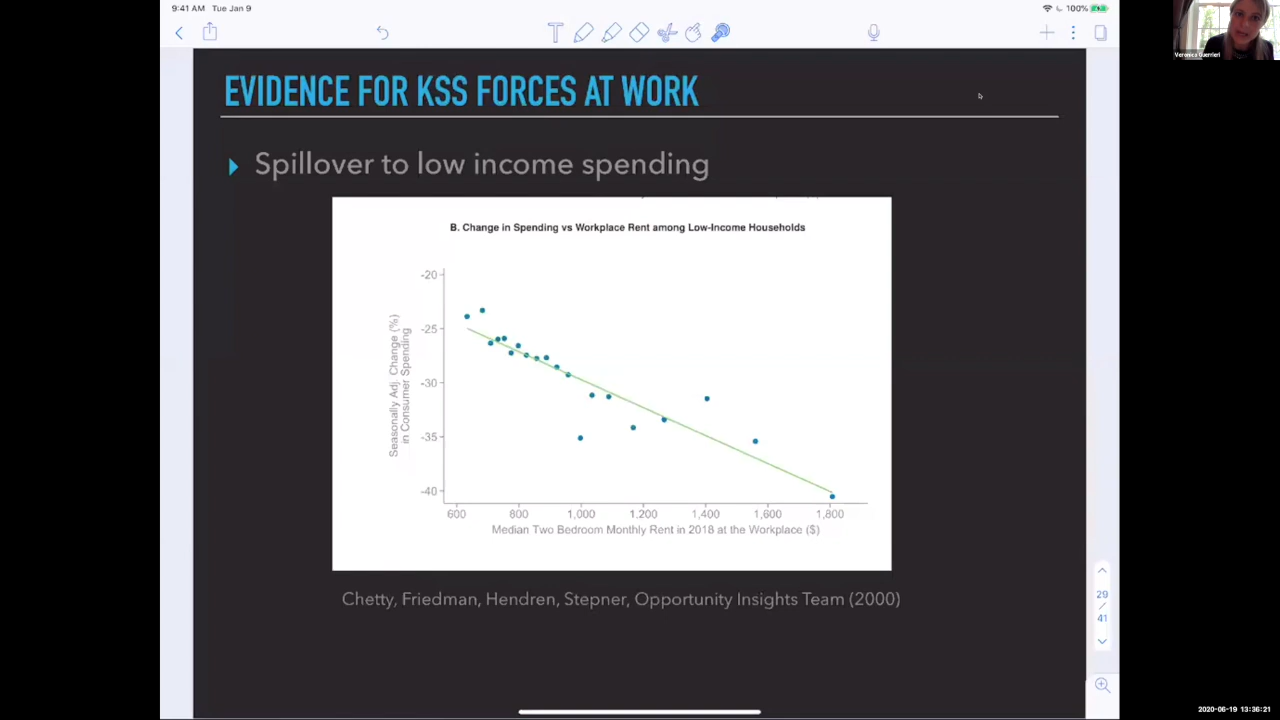 9:41 AM Tue Jan 9
100%
Veronica Guerrieri
EVIDENCE FOR KSS FORCES AT WORK
Spillover to low income spending
B. Change in Spending vs Workplace Rent among Low-Income Households
Seasonally Adj. Change (%)
in Consumer Spending
-20
-25
-30
-35
-40
600 800 1,000 1,200 1,400 1,600 1,800
Median Two Bedroom Monthly Rent in 2018 at the Workplace ($)
Chetty, Friedman, Hendren, Stepner, Opportunity Insights Team (2000)
29
/
41
2020-06-19 13:36:21